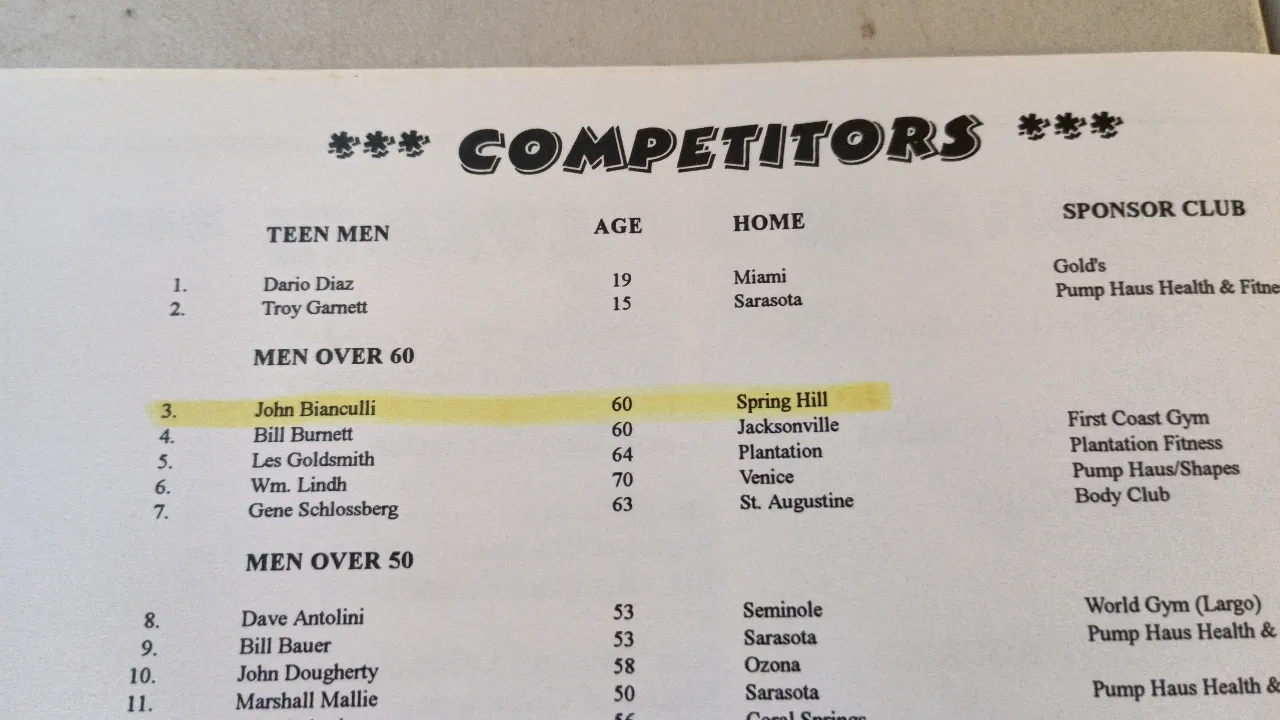 *** COMPETITORS ***
TEEN MEN AGE HOME SPONSOR CLUB
1. Dario Diaz 19 Miami Gold's
2. Troy Garnett 15 Sarasota Pump Haus Health & Fitne
MEN OVER 60
3. John Bianculli 60 Spring Hill
4. Bill Burnett 60 Jacksonville First Coast Gym
5. Les Goldsmith 64 Plantation Plantation Fitness
6. Wm. Lindh 70 Venice Pump Haus/Shapes
7. Gene Schlossberg 63 St. Augustine Body Club
MEN OVER 50
8. Dave Antolini 53 Seminole World Gym (Largo)
9. Bill Bauer 53 Sarasota Pump Haus Health &
10. John Dougherty 58 Ozona
11. Marshall Mallie 50 Sarasota Pump Haus Health &
Coral Springs